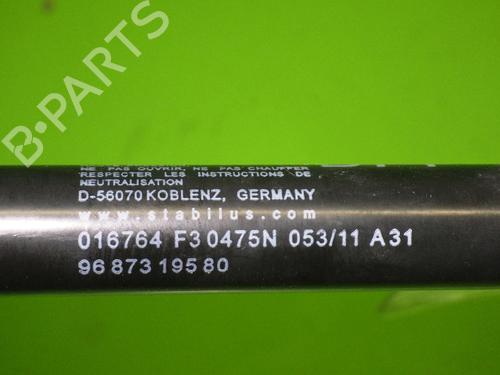 B-PARTS
NE PAS OUVRIR, NE PAS CHAUFFER
RESPECTER LES INSTRUCTIONS DE
NEUTRALISATION
D-56070 KOBLENZ, GERMANY
www.stabilus.com
016764 F3 0475N 053/11 A31
96 873 195 80